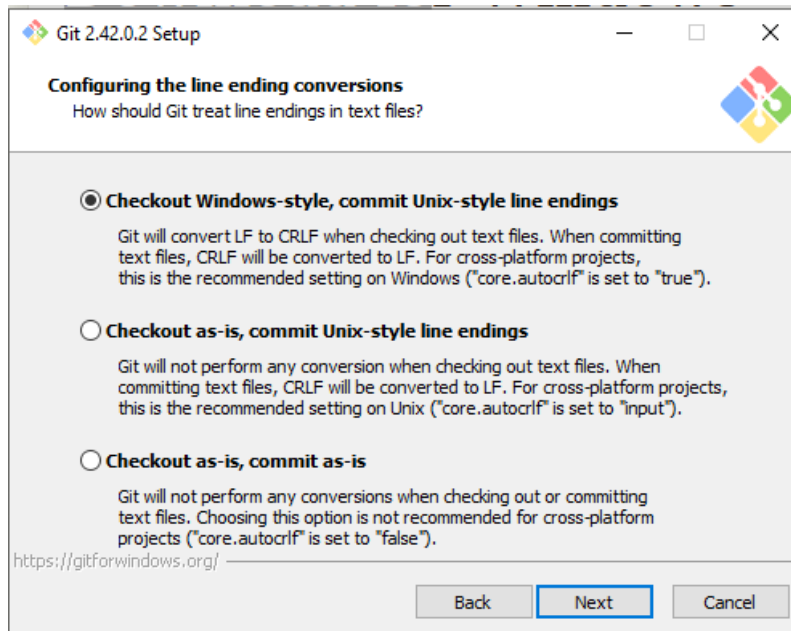 Git 2.42.0.2 Setup
Configuring the line ending conversions
How should Git treat line endings in text files?
Checkout Windows-style, commit Unix-style line endings
Git will convert LF to CRLF when checking out text files. When committing
text files, CRLF will be converted to LF. For cross-platform projects,
this is the recommended setting on Windows ("core.autocrlf" is set to "true").
Checkout as-is, commit Unix-style line endings
Git will not perform any conversion when checking out text files. When
committing text files, CRLF will be converted to LF. For cross-platform projects,
this is the recommended setting on Unix ("core.autocrlf" is set to "input").
Checkout as-is, commit as-is
Git will not perform any conversions when checking out or committing
text files. Choosing this option is not recommended for cross-platform
projects ("core.autocrlf" is set to "false").
https://gitforwindows.org/
Back Next Cancel